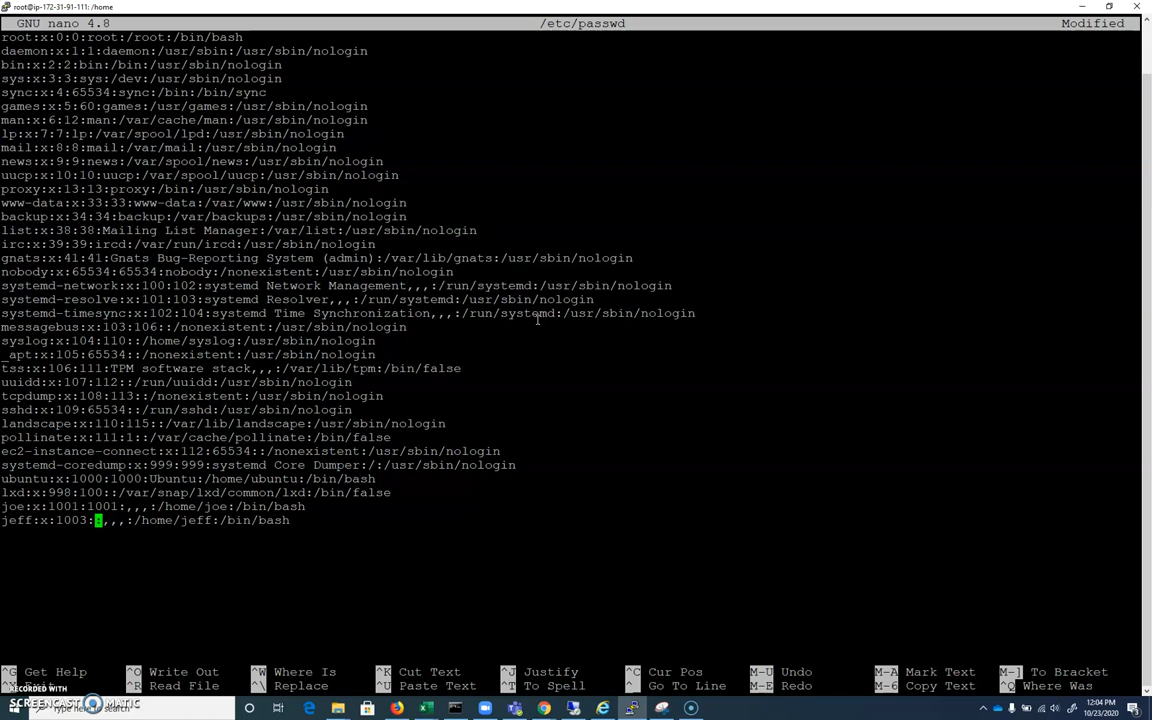 root@ip-172-31-91-111: /home
GNU nano 4.8 /etc/passwd Modified
root:x:0:0:root:/root:/bin/bash
daemon:x:1:1:daemon:/usr/sbin:/usr/sbin/nologin
bin:x:2:2:bin:/bin:/usr/sbin/nologin
sys:x:3:3:sys:/dev:/usr/sbin/nologin
sync:x:4:65534:sync:/bin:/bin/sync
games:x:5:60:games:/usr/games:/usr/sbin/nologin
man:x:6:12:man:/var/cache/man:/usr/sbin/nologin
lp:x:7:7:lp:/var/spool/lpd:/usr/sbin/nologin
mail:x:8:8:mail:/var/mail:/usr/sbin/nologin
news:x:9:9:news:/var/spool/news:/usr/sbin/nologin
uucp:x:10:10:uucp:/var/spool/uucp:/usr/sbin/nologin
proxy:x:13:13:proxy:/bin:/usr/sbin/nologin
www-data:x:33:33:www-data:/var/www:/usr/sbin/nologin
backup:x:34:34:backup:/var/backups:/usr/sbin/nologin
list:x:38:38:Mailing List Manager:/var/list:/usr/sbin/nologin
irc:x:39:39:ircd:/var/run/ircd:/usr/sbin/nologin
gnats:x:41:41:Gnats Bug-Reporting System (admin):/var/lib/gnats:/usr/sbin/nologin
nobody:x:65534:65534:nobody:/nonexistent:/usr/sbin/nologin
systemd-network:x:100:102:systemd Network Management,,,:/run/systemd:/usr/sbin/nologin
systemd-resolve:x:101:103:systemd Resolver,,,:/run/systemd:/usr/sbin/nologin
systemd-timesync:x:102:104:systemd Time Synchronization,,,:/run/systemd:/usr/sbin/nologin
messagebus:x:103:106::/nonexistent:/usr/sbin/nologin
syslog:x:104:110::/home/syslog:/usr/sbin/nologin
_apt:x:105:65534::/nonexistent:/usr/sbin/nologin
tss:x:106:111:TPM software stack,,,:/var/lib/tpm:/bin/false
uuidd:x:107:112::/run/uuidd:/usr/sbin/nologin
tcpdump:x:108:113::/nonexistent:/usr/sbin/nologin
sshd:x:109:65534::/run/sshd:/usr/sbin/nologin
landscape:x:110:115::/var/lib/landscape:/usr/sbin/nologin
pollinate:x:111:1::/var/cache/pollinate:/bin/false
ec2-instance-connect:x:112:65534::/nonexistent:/usr/sbin/nologin
systemd-coredump:x:999:999:systemd Core Dumper:/:/usr/sbin/nologin
ubuntu:x:1000:1000:Ubuntu:/home/ubuntu:/bin/bash
lxd:x:998:100::/var/snap/lxd/common/lxd:/bin/false
joe:x:1001:1001:,,,:/home/joe:/bin/bash
jeff:x:1003::,,,:/home/jeff:/bin/bash
^G Get Help ^O Write Out ^W Where Is ^K Cut Text ^J Justify ^C Cur Pos M-U Undo M-A Mark Text M-] To Bracket
^R Read File ^\ Replace ^U Paste Text ^T To Spell ^_ Go To Line M-E Redo M-6 Copy Text ^Q Where Was
RECORDED WITH
SCREENCAST MATIC
12:04 PM
10/23/2020